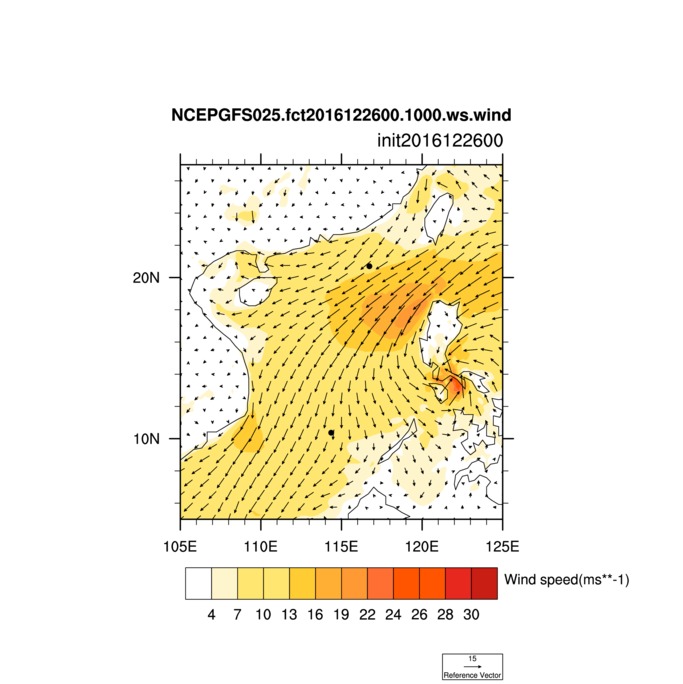 NCEPGFS025.fct2016122600.1000.ws.wind
init2016122600
20N
10N
105E 110E 115E 120E 125E
Wind speed(ms**-1)
4 7 10 13 16 19 22 24 26 28 30
15
Reference Vector